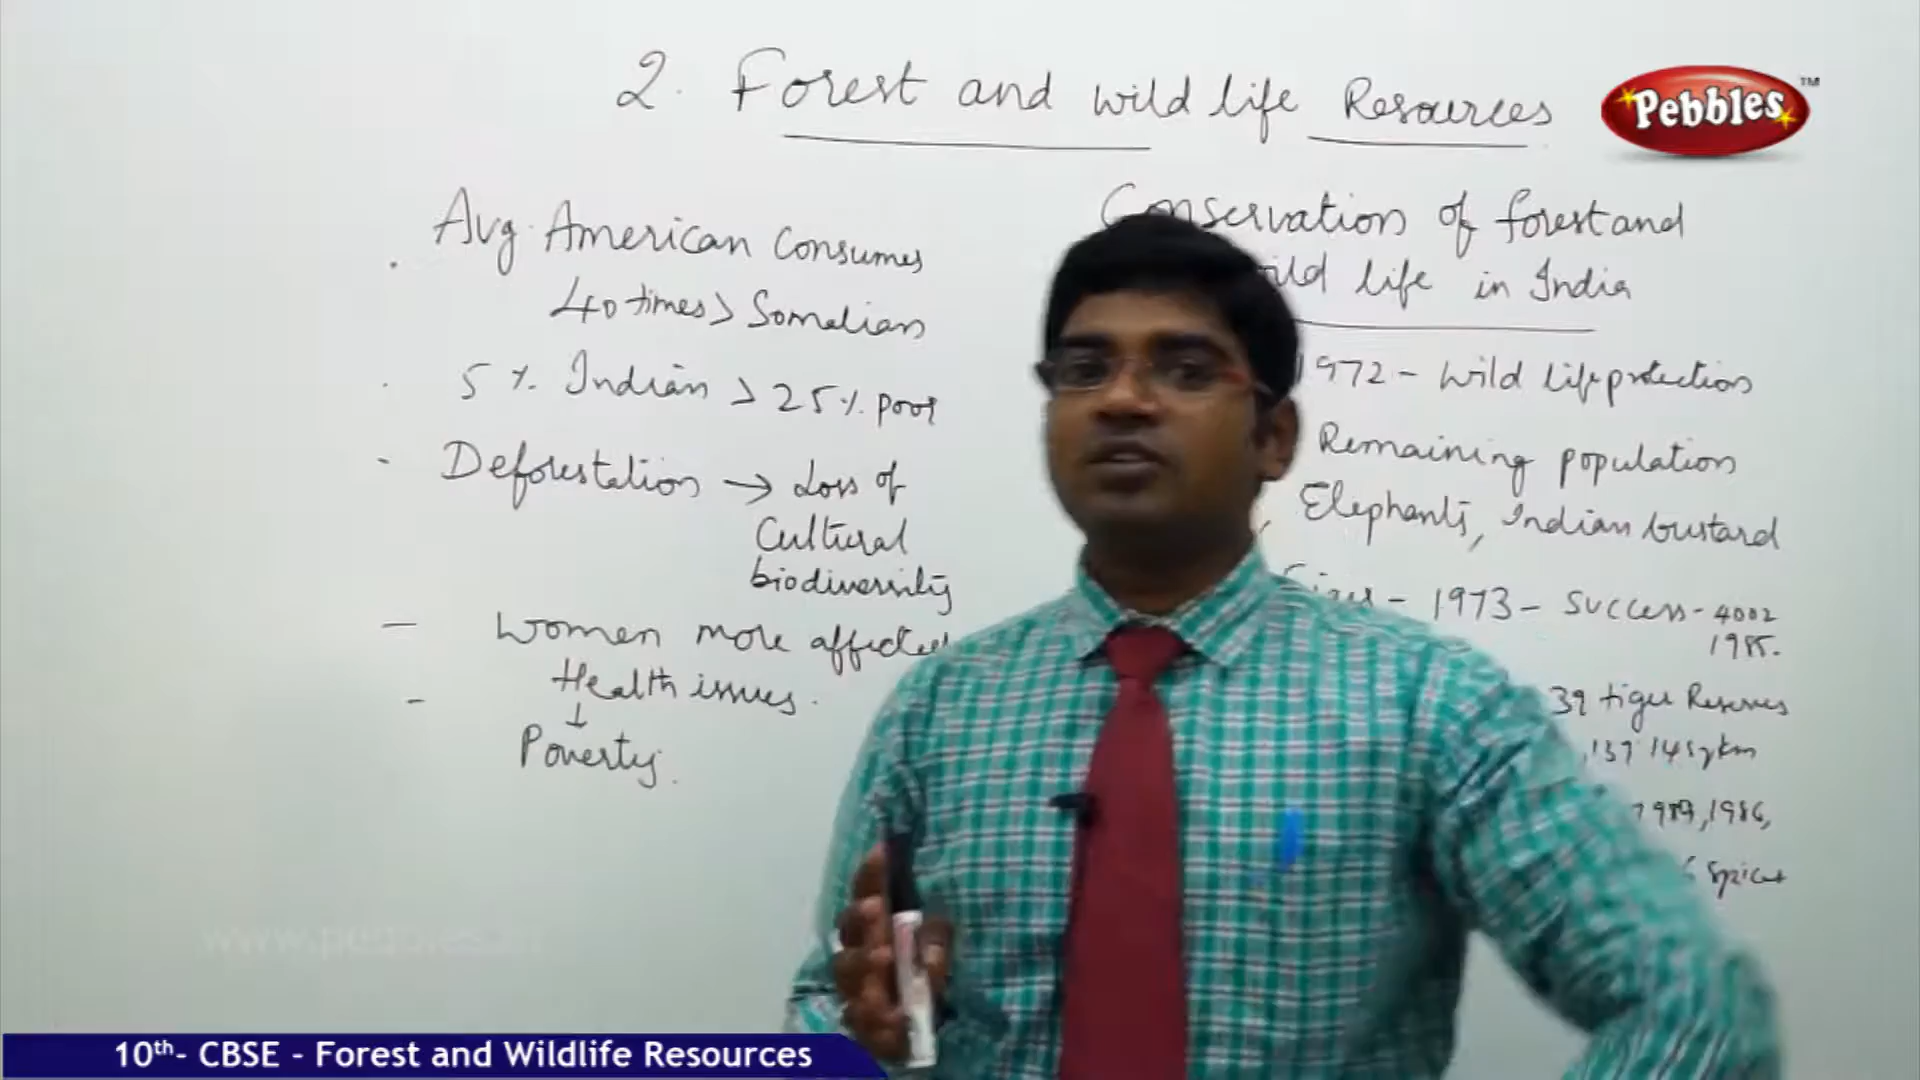 2. Forest and wild life Resources
Pebbles™
Avg. American Consumes
40 times > Somalian
5 %. Indian > 25 %. poor
Deforestation → Loss of
Cultural
biodiversity
Women more affected
Health issues.
↓
Poverty.
Conservation of forest and
wild life in India
1972 - Wild life protection
Remaining population
Elephants, Indian bustard
- 1973 - Success - 4002
1985.
39 tiger Reserves
1986,
www.pebbles.in
10th- CBSE - Forest and Wildlife Resources